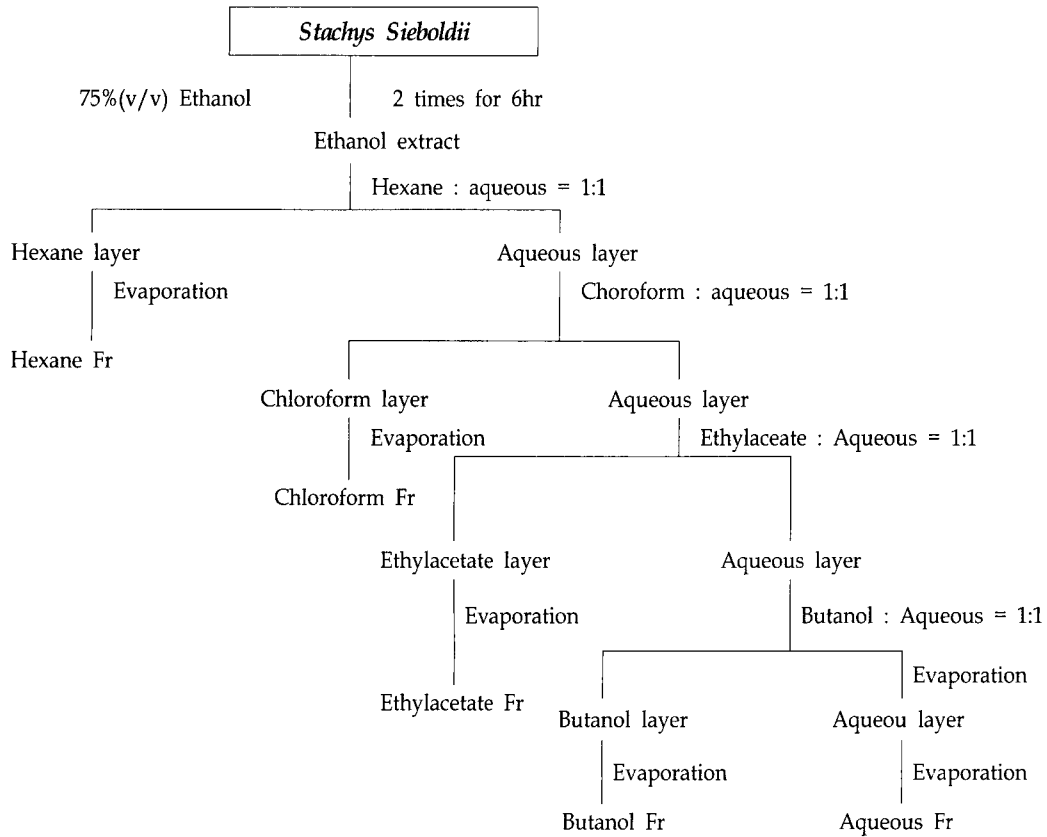 Stachys Sieboldii
75%(v/v) Ethanol 2 times for 6hr
Ethanol extract
Hexane : aqueous = 1:1
Hexane layer Aqueous layer
Evaporation Choroform : aqueous = 1:1
Hexane Fr
Chloroform layer Aqueous layer
Evaporation Ethylaceate : Aqueous = 1:1
Chloroform Fr
Ethylacetate layer Aqueous layer
Evaporation Butanol : Aqueous = 1:1
Evaporation
Ethylacetate Fr
Butanol layer Aqueou layer
Evaporation Evaporation
Butanol Fr Aqueous Fr